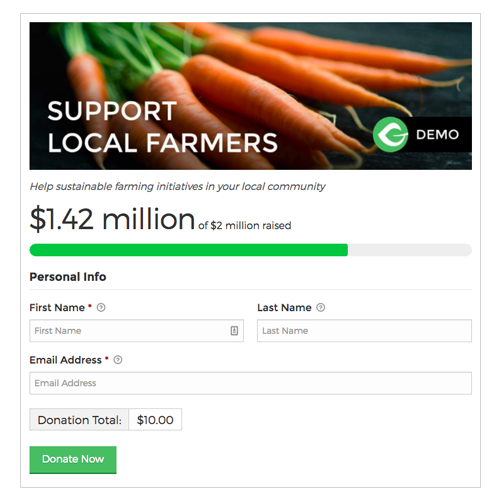 SUPPORT
LOCAL FARMERS
DEMO
Help sustainable farming initiatives in your local community
$1.42 million of $2 million raised
Personal Info
First Name * ?
Last Name ?
First Name
Last Name
Email Address * ?
Email Address
Donation Total: $10.00
Donate Now